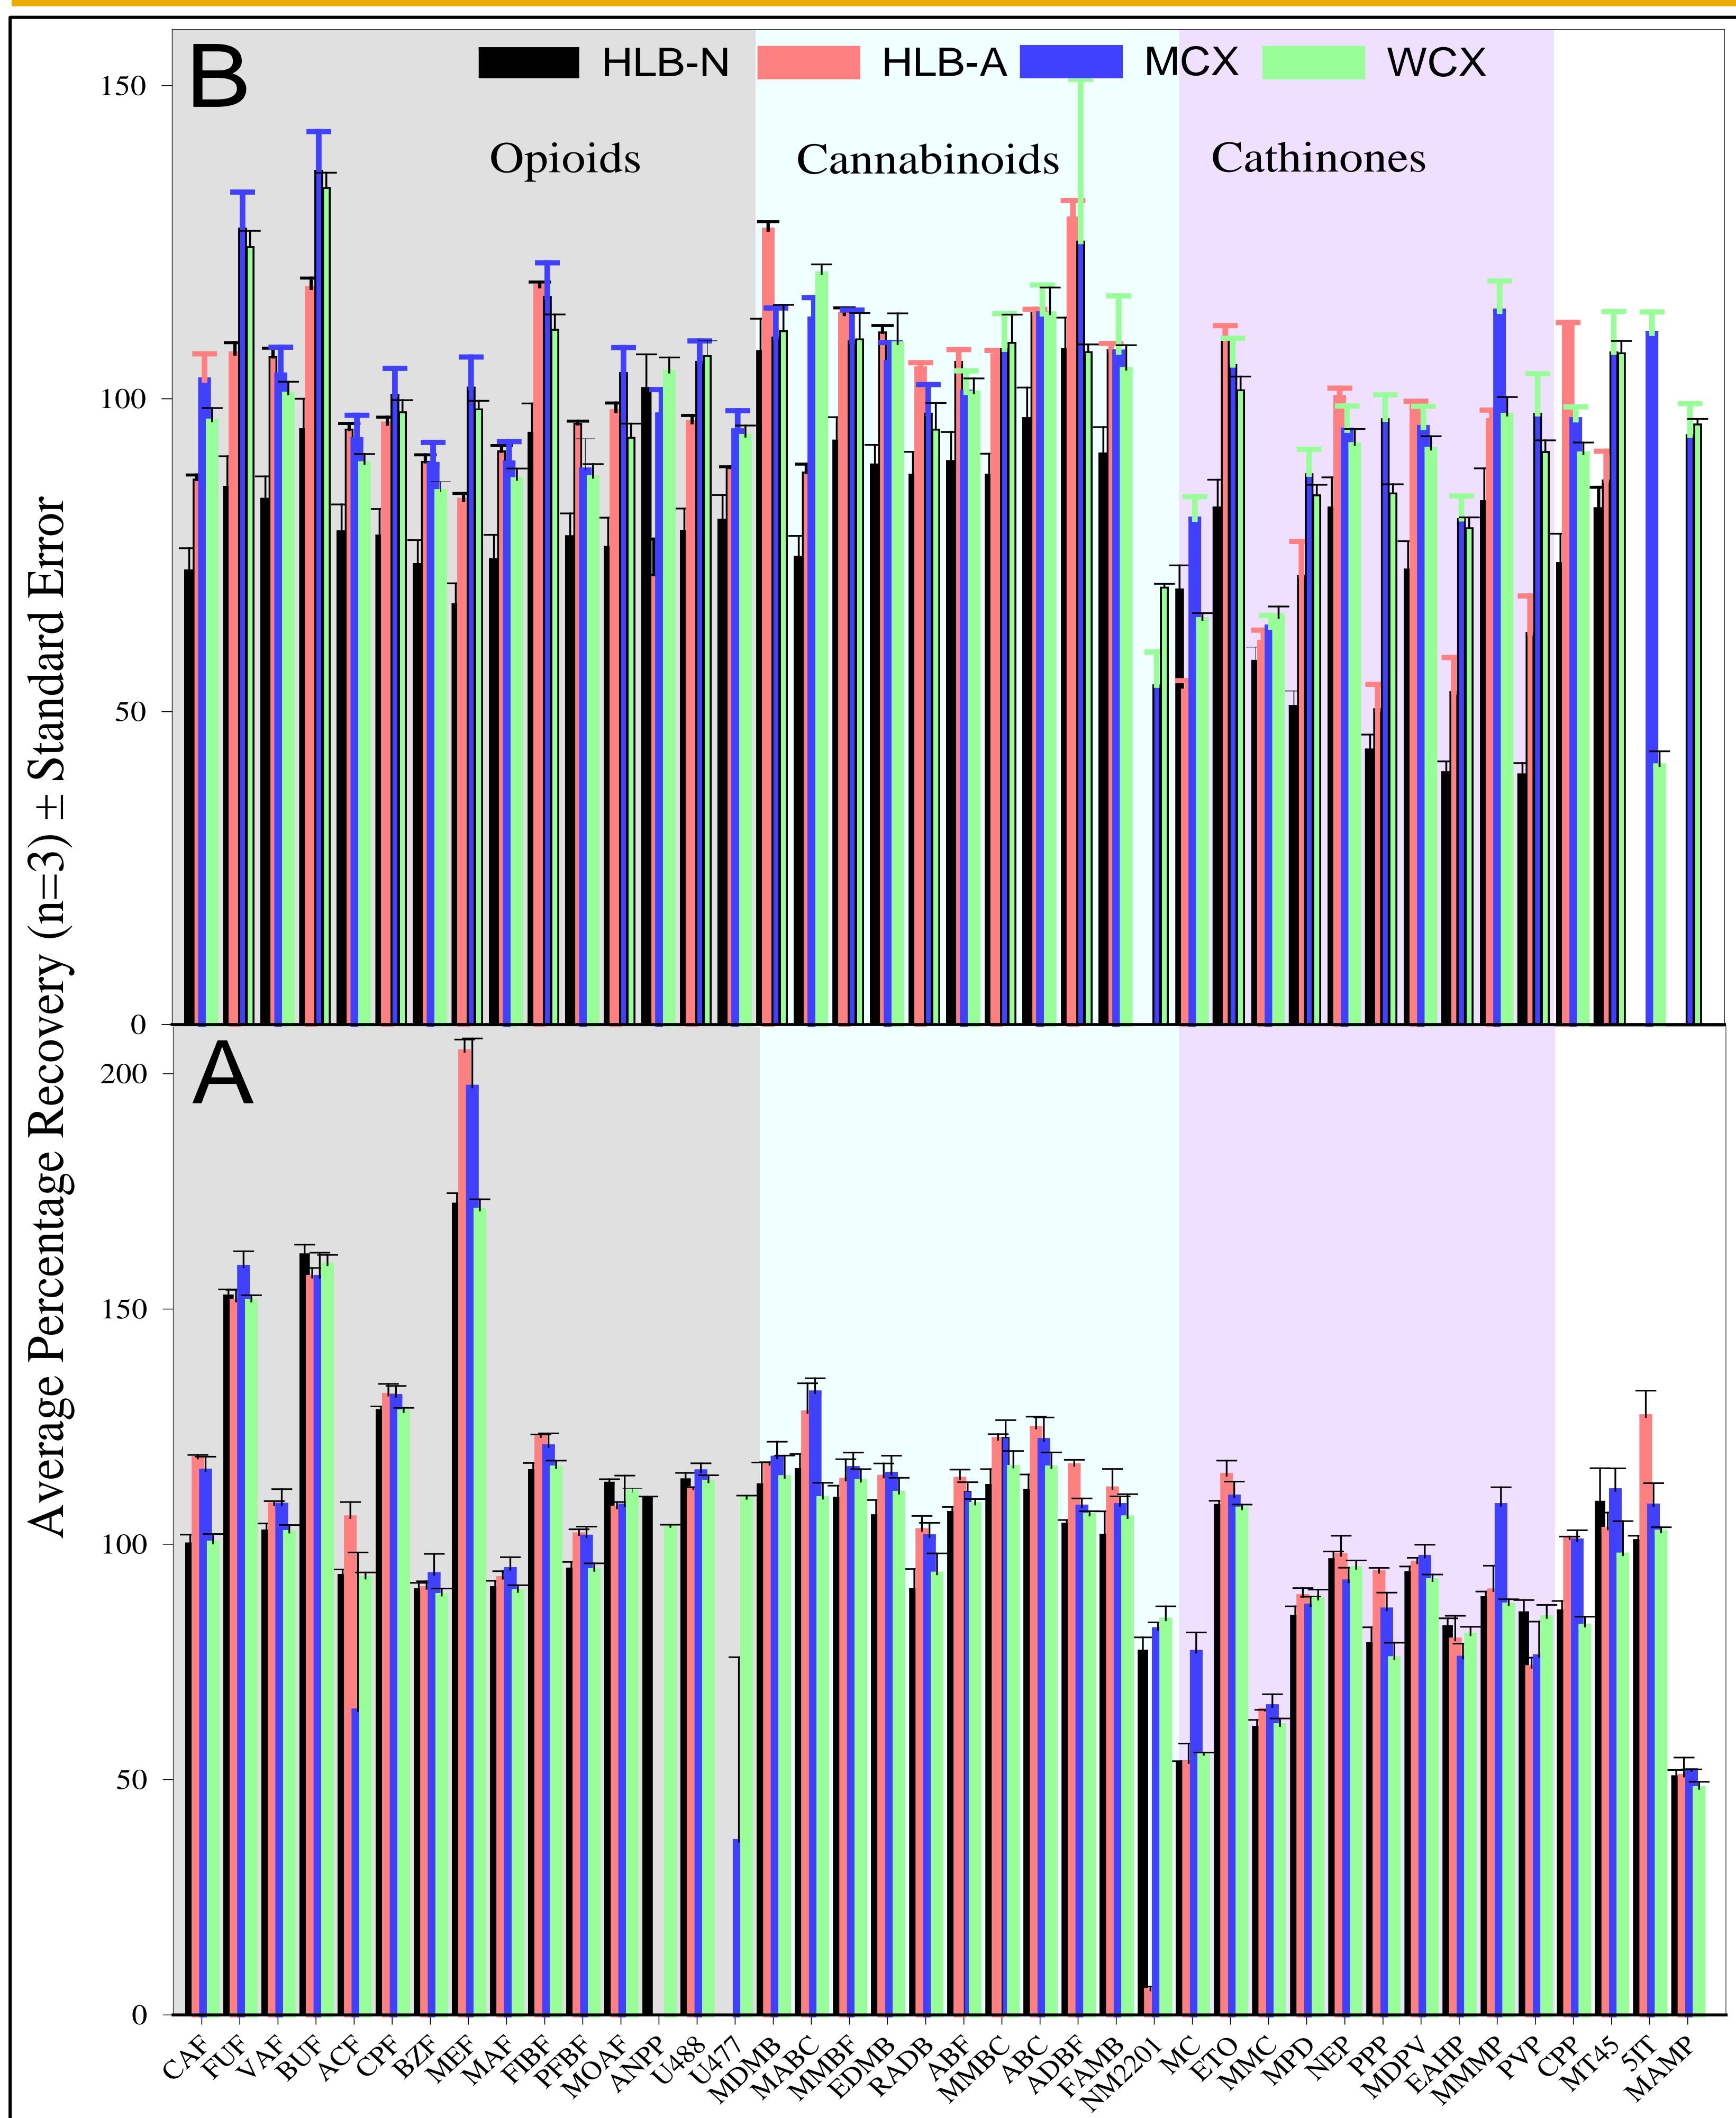 B
HLB-N HLB-A MCX WCX
Opioids Cannabinoids Cathinones
150
100
50
0
Average Percentage Recovery (n=3) ± Standard Error
A
200
150
100
50
0
CAF FUF VAF BUF ACF CPF BZF MEF MAF FIBF PFBF MOAF ANPP U488 U477 MDMB MABC MMBF EDMB RADB ABF MMBC ABC ADBF FAMB NM2201 MC ETO MMC MPD NEP PPP MDPV EAHP MMMP PVP CPP MT45 5IT MAMP